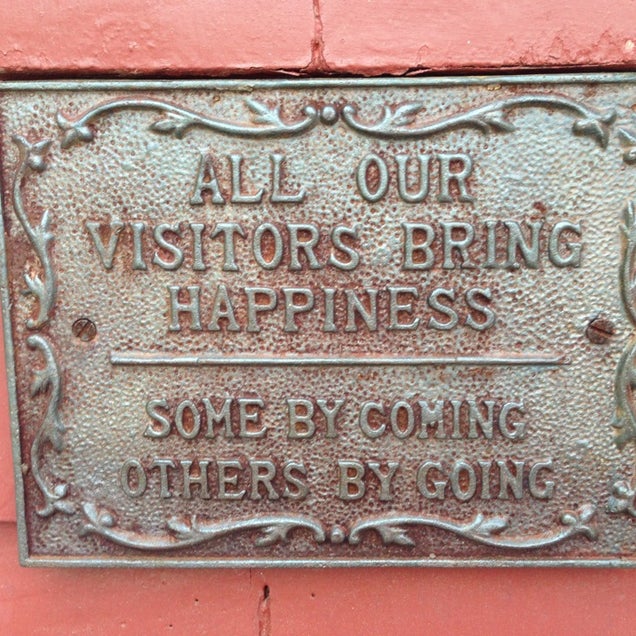 ALL OUR
VISITORS BRING
HAPPINESS
SOME BY COMING
OTHERS BY GOING